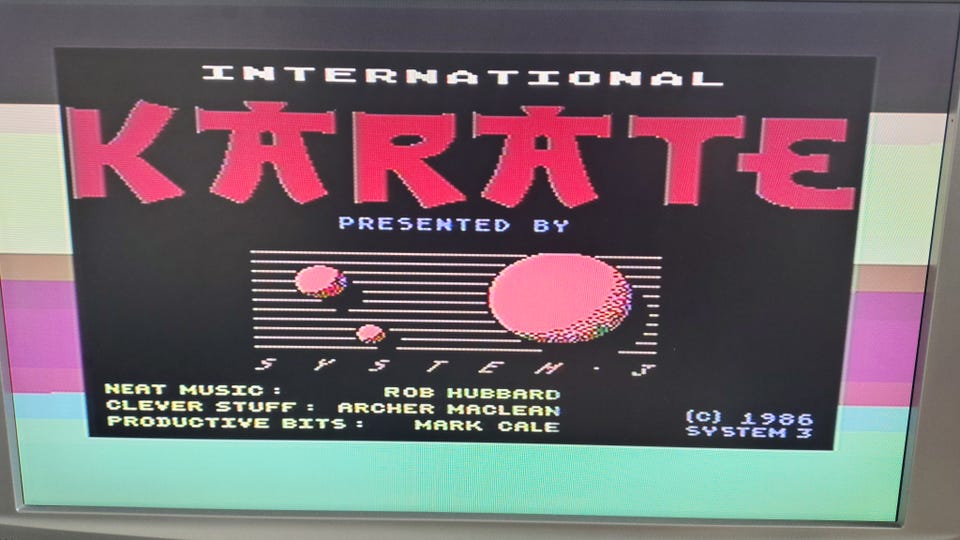 INTERNATIONAL
KARATE
PRESENTED BY
SYSTEM·3
NEAT MUSIC: ROB HUBBARD
CLEVER STUFF: ARCHER MACLEAN
PRODUCTIVE BITS: MARK CALE
(C) 1986
SYSTEM 3